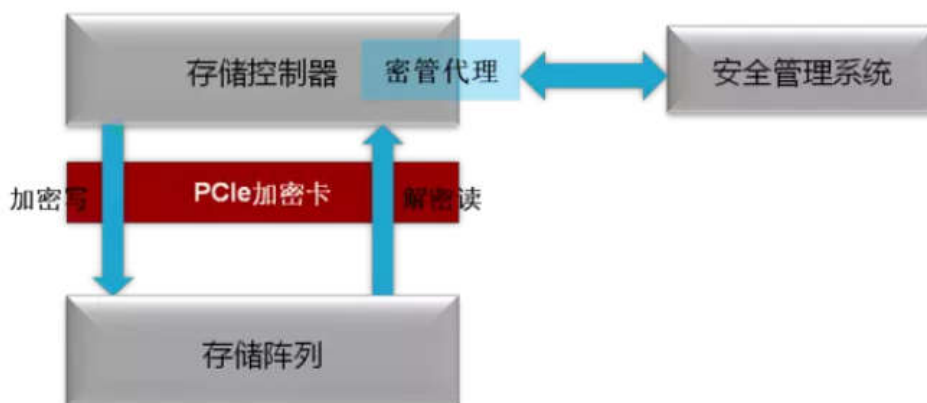 存储控制器
密管代理
安全管理系统
加密写
PCIe加密卡
解密读
存储阵列